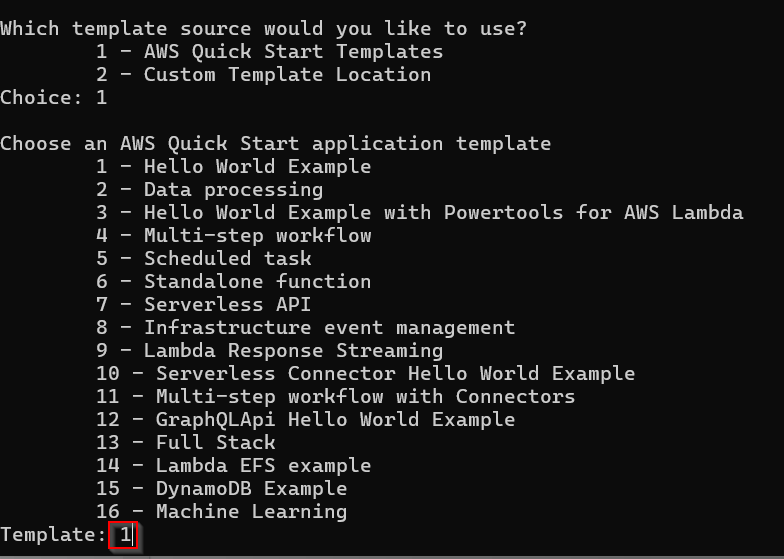 Which template source would you like to use?
1 - AWS Quick Start Templates
2 - Custom Template Location
Choice: 1
Choose an AWS Quick Start application template
1 - Hello World Example
2 - Data processing
3 - Hello World Example with Powertools for AWS Lambda
4 - Multi-step workflow
5 - Scheduled task
6 - Standalone function
7 - Serverless API
8 - Infrastructure event management
9 - Lambda Response Streaming
10 - Serverless Connector Hello World Example
11 - Multi-step workflow with Connectors
12 - GraphQLApi Hello World Example
13 - Full Stack
14 - Lambda EFS example
15 - DynamoDB Example
16 - Machine Learning
Template: 1